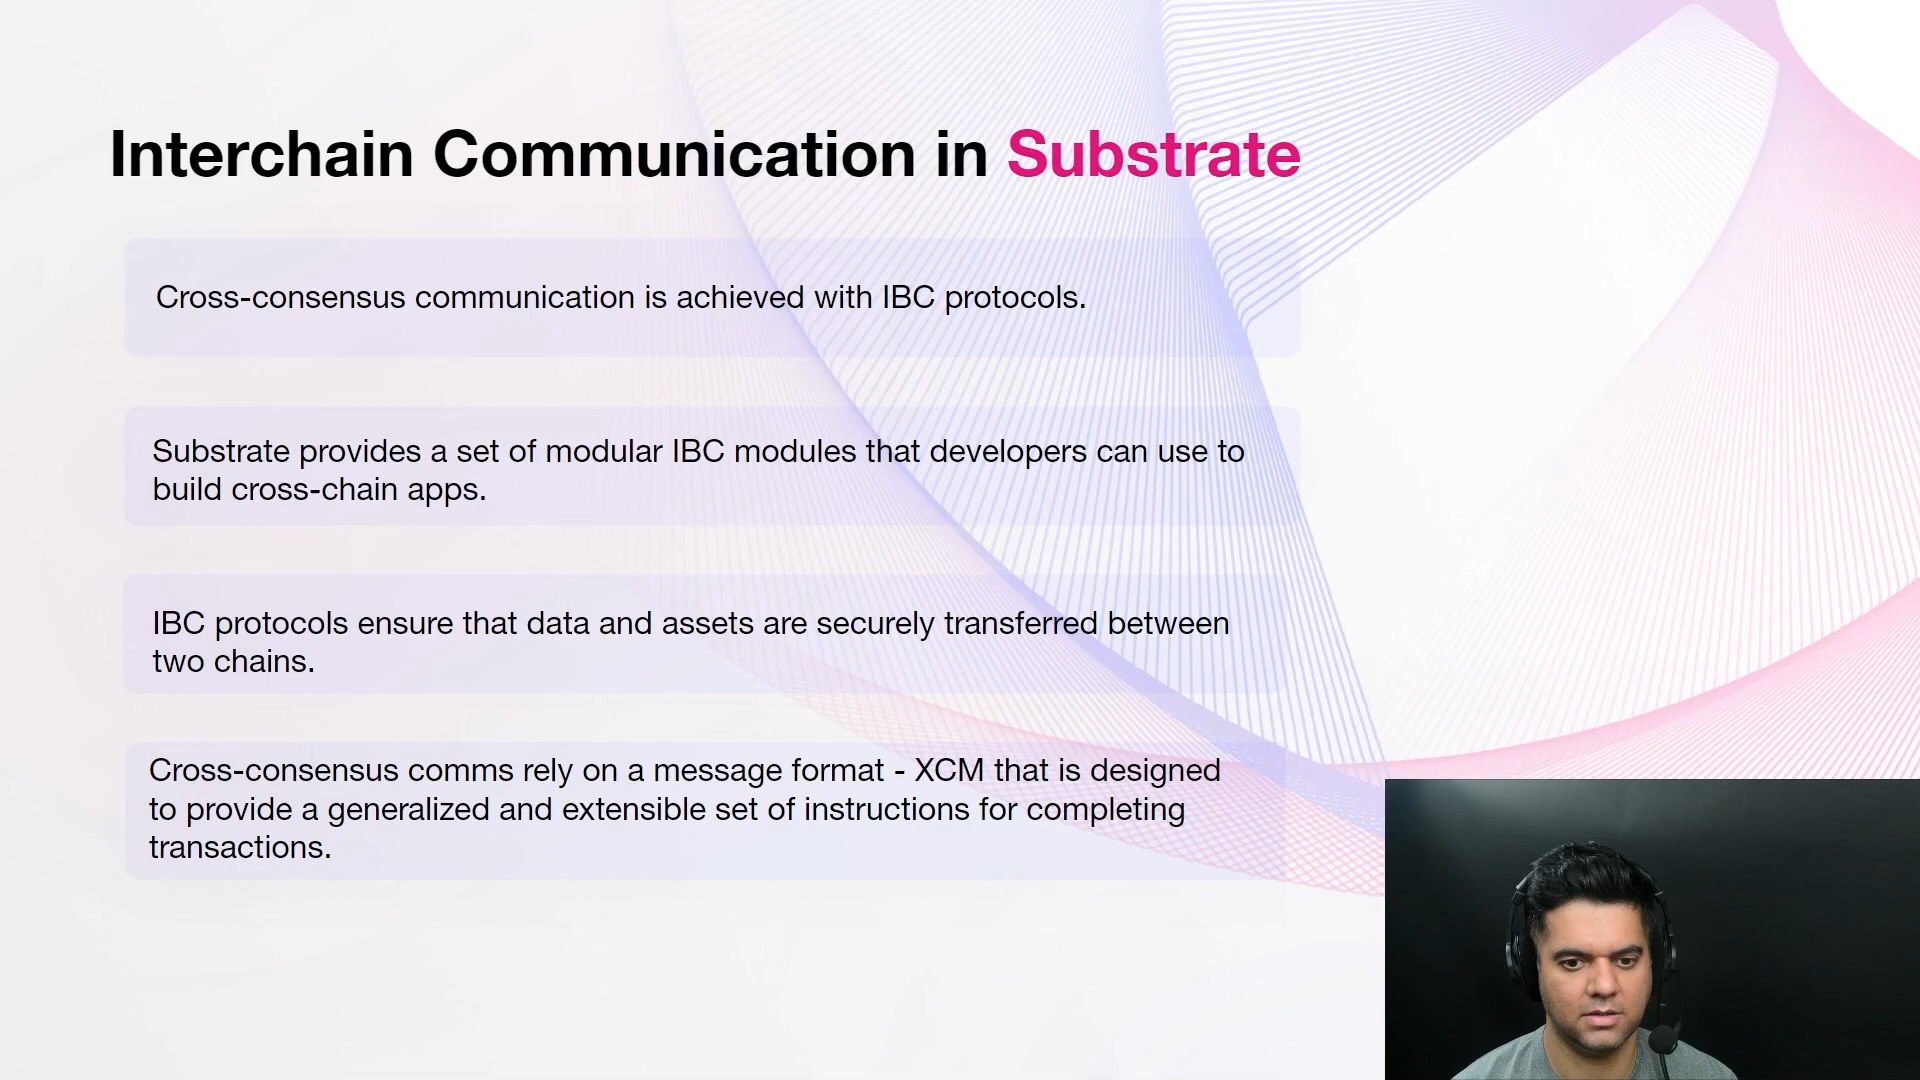 Interchain Communication in Substrate
Cross-consensus communication is achieved with IBC protocols.
Substrate provides a set of modular IBC modules that developers can use to
build cross-chain apps.
IBC protocols ensure that data and assets are securely transferred between
two chains.
Cross-consensus comms rely on a message format - XCM that is designed
to provide a generalized and extensible set of instructions for completing
transactions.